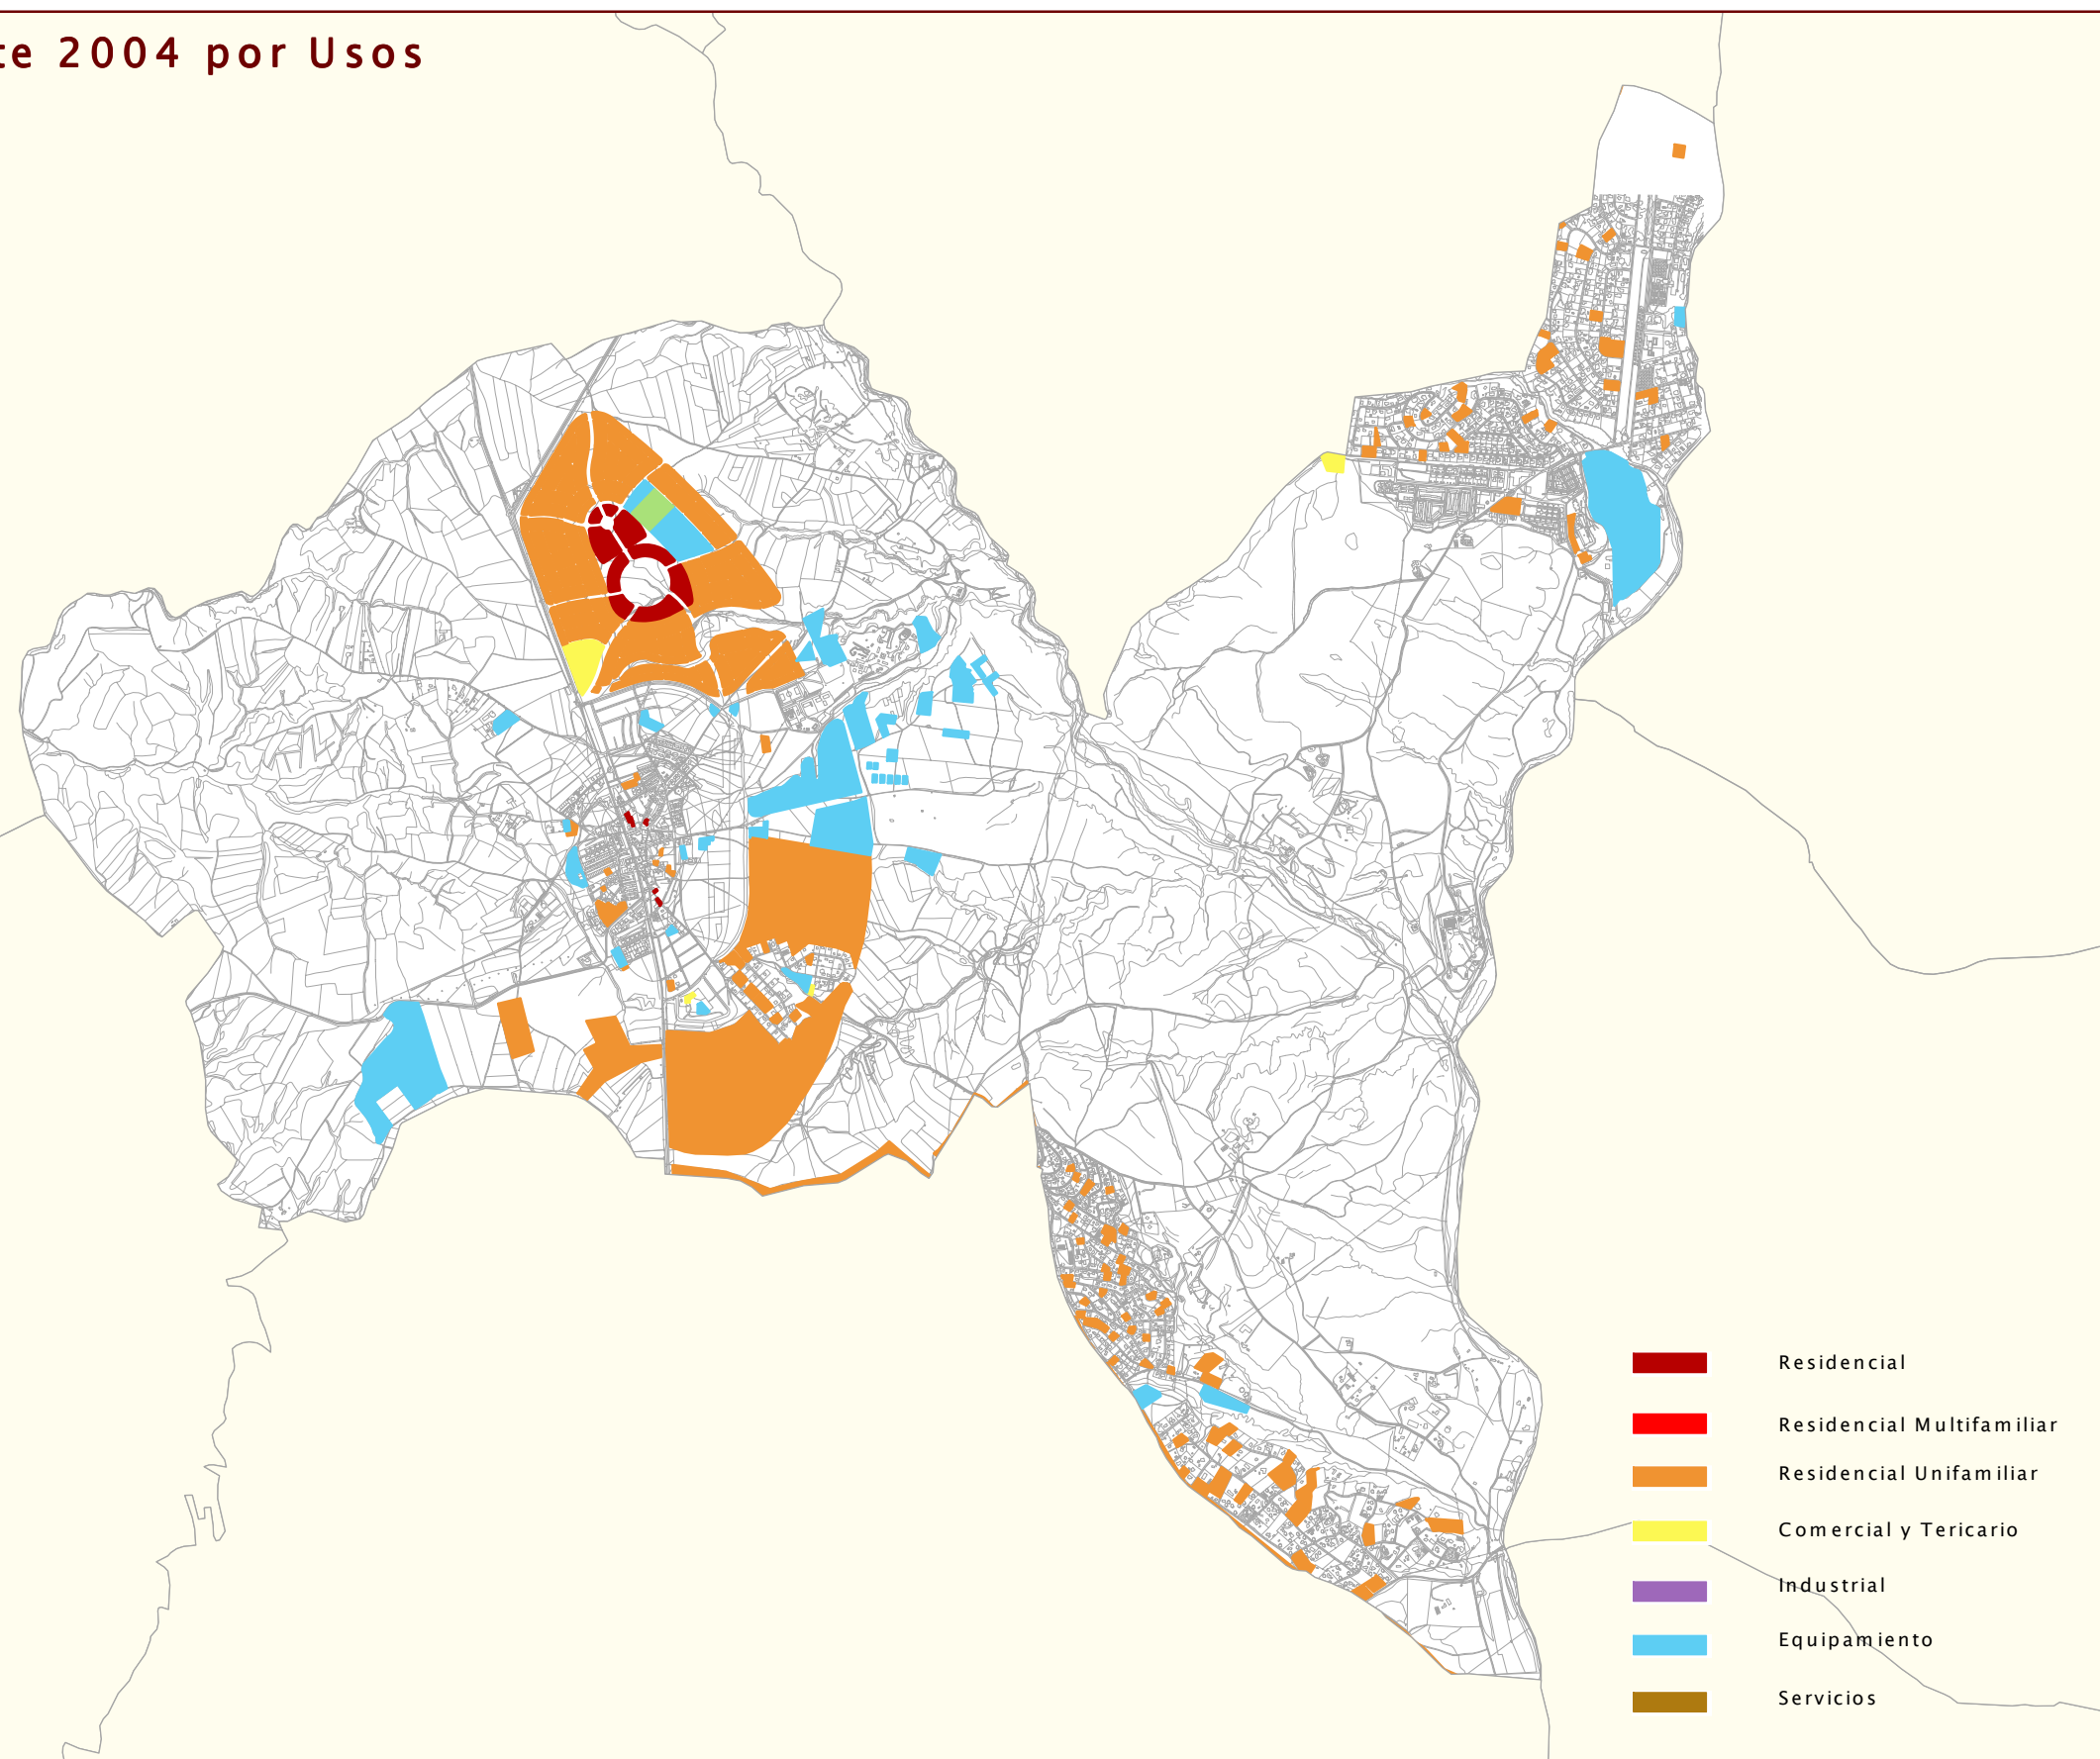 te 2004 por Usos
Residencial
Residencial Multifamiliar
Residencial Unifamiliar
Comercial y Tericario
Industrial
Equipamiento
Servicios